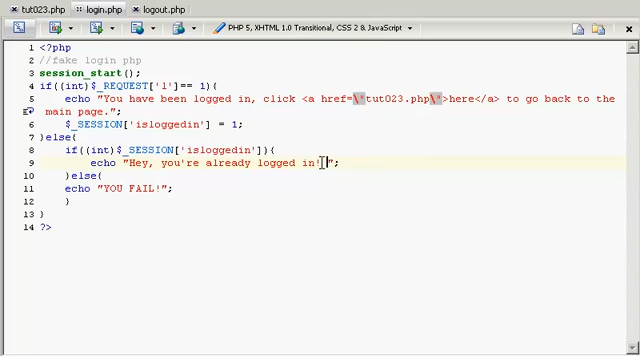 tut023.php login.php logout.php
PHP 5, XHTML 1.0 Transitional, CSS 2 & JavaScript
1 <?php
2 //fake login php
3 session_start();
4 if((int)$_REQUEST['l']== 1){
5 echo "You have been logged in, click <a href=\"tut023.php\">here</a> to go back to the
main page.";
6 $_SESSION['isloggedin'] = 1;
7 }else{
8 if((int)$_SESSION['isloggedin']){
9 echo "Hey, you're already logged in! ";
10 }else{
11 echo "YOU FAIL!";
12 }
13 }
14 ?>